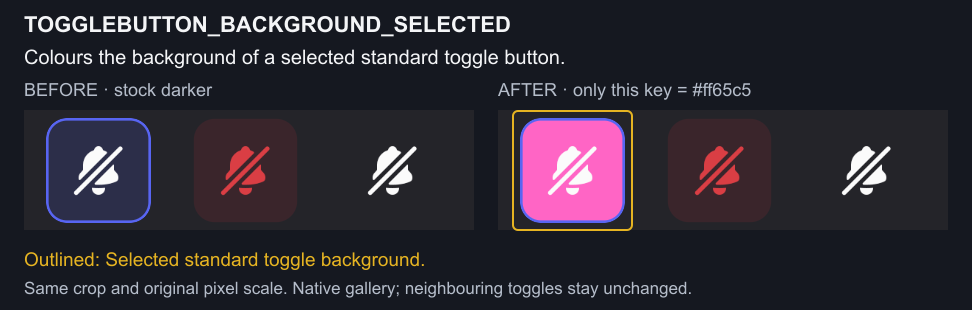 TOGGLEBUTTON_BACKGROUND_SELECTED
Colours the background of a selected standard toggle button.
BEFORE · stock darker
AFTER · only this key = #ff65c5
Outlined: Selected standard toggle background.
Same crop and original pixel scale. Native gallery; neighbouring toggles stay unchanged.